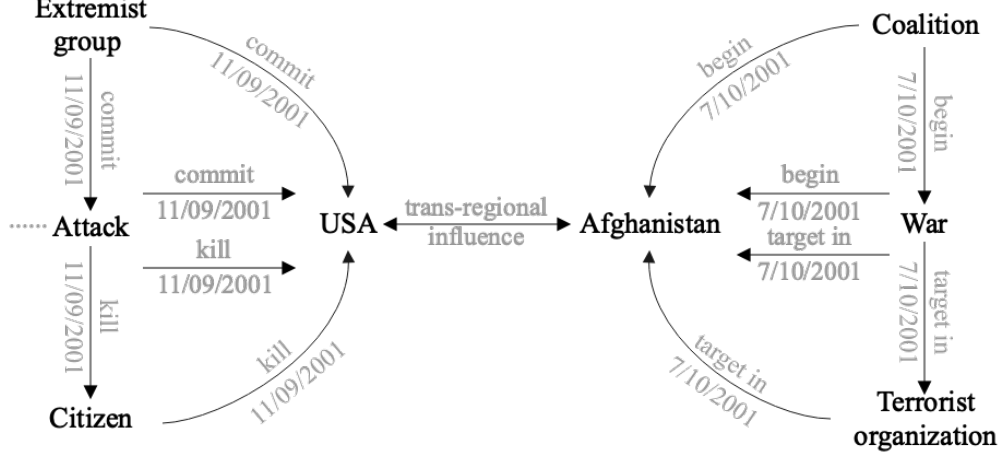 Extremist
group
commit
11/09/2001
commit
11/09/2001
commit
11/09/2001
...... Attack
kill
11/09/2001
kill
11/09/2001
Citizen
kill
11/09/2001
USA
trans-regional
influence
Afghanistan
begin
7/10/2001
Coalition
begin
7/10/2001
begin
7/10/2001
War
target in
7/10/2001
target in
7/10/2001
target in
7/10/2001
Terrorist
organization